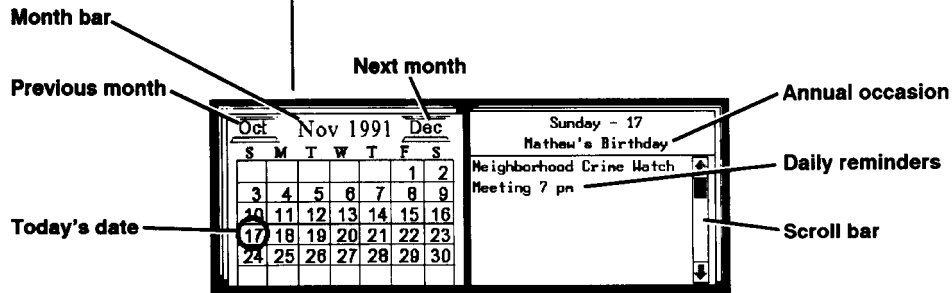 Month bar
Previous month
Next month
Annual occasion
Oct Nov 1991 Dec
S M T W T F S
1 2
3 4 5 6 7 8 9
10 11 12 13 14 15 16
17 18 19 20 21 22 23
24 25 26 27 28 29 30
Today's date
Sunday - 17
Mathew's Birthday
Neighborhood Crime Watch
Meeting 7 pm
Daily reminders
Scroll bar